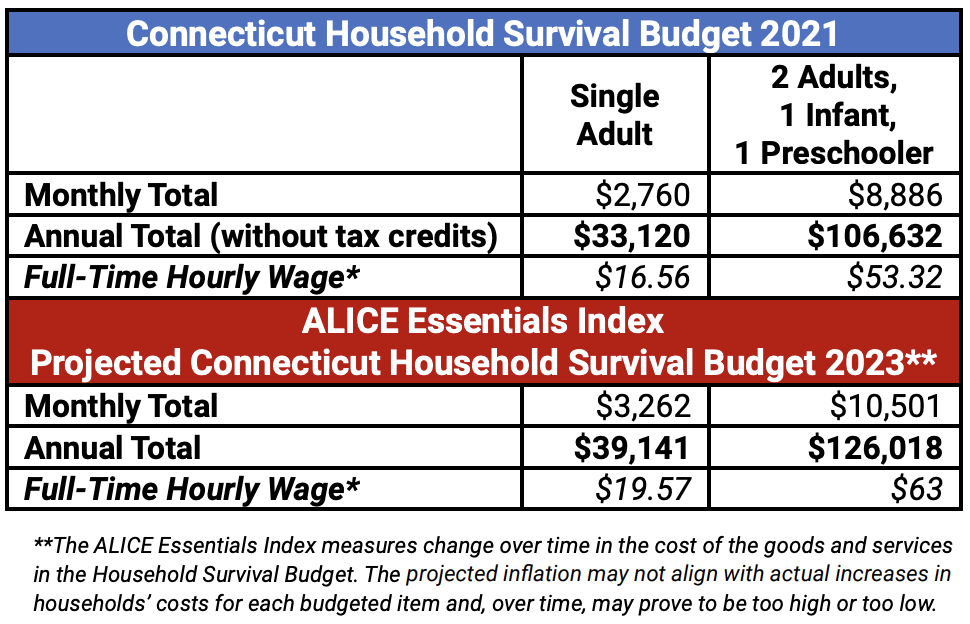 Connecticut Household Survival Budget 2021
Single
Adult
2 Adults,
1 Infant,
1 Preschooler
Monthly Total $2,760 $8,886
Annual Total (without tax credits) $33,120 $106,632
Full-Time Hourly Wage* $16.56 $53.32
ALICE Essentials Index
Projected Connecticut Household Survival Budget 2023**
Monthly Total $3,262 $10,501
Annual Total $39,141 $126,018
Full-Time Hourly Wage* $19.57 $63
**The ALICE Essentials Index measures change over time in the cost of the goods and services
in the Household Survival Budget. The projected inflation may not align with actual increases in
households’ costs for each budgeted item and, over time, may prove to be too high or too low.